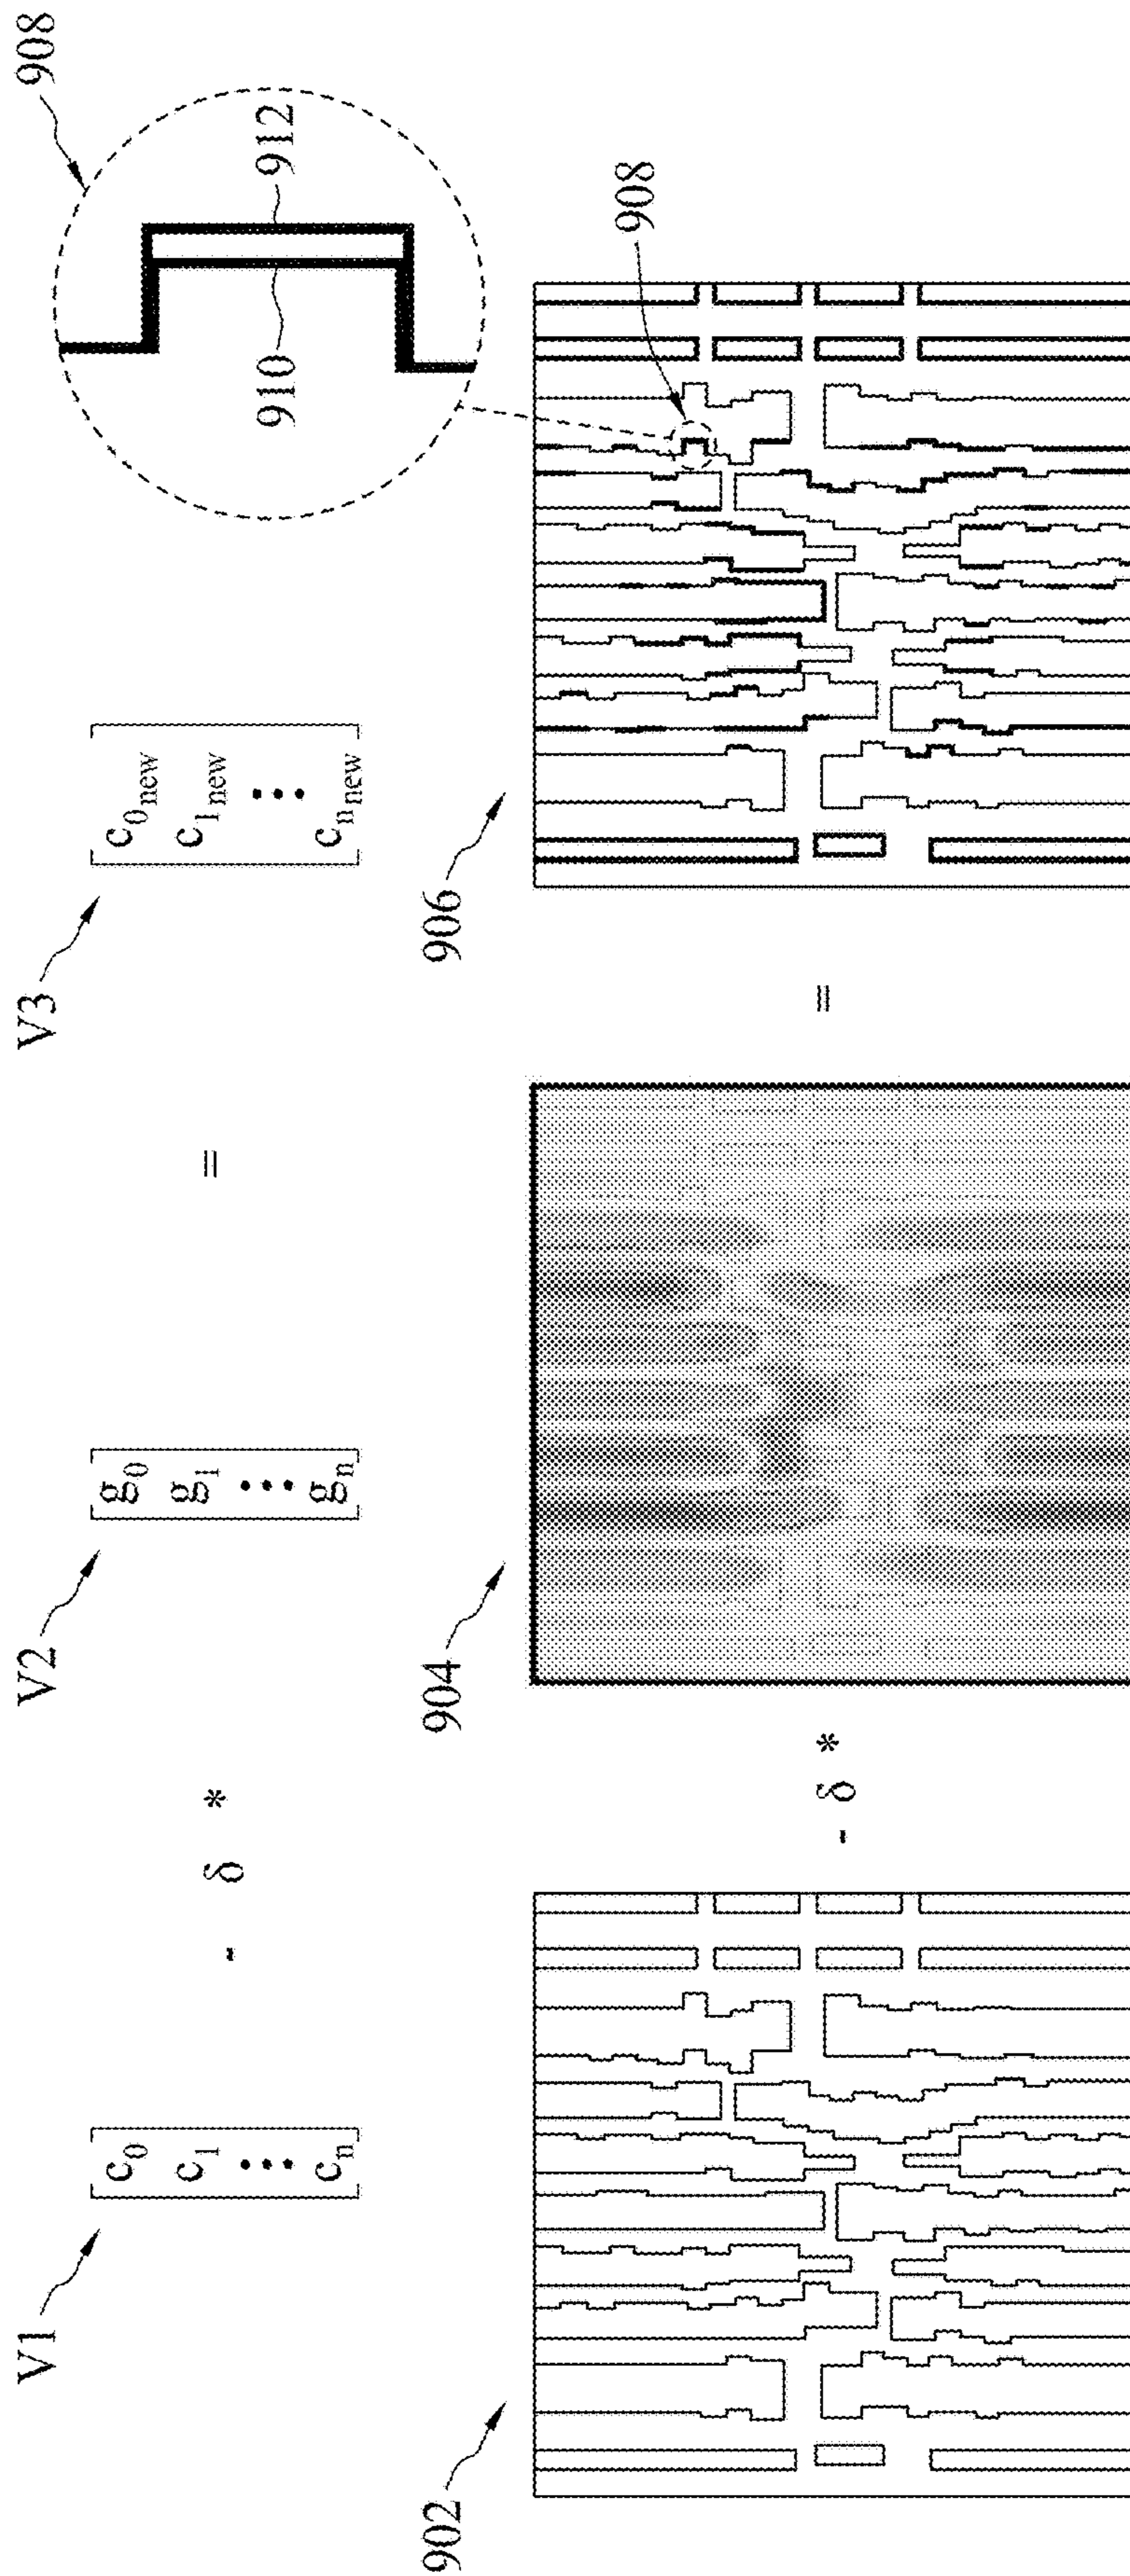 V1
V2
V3
908
c0
c1
cn
- δ *
g0
g1
gn
=
c0new
c1new
cnnew
910
912
902
904
906
908
- δ *
=